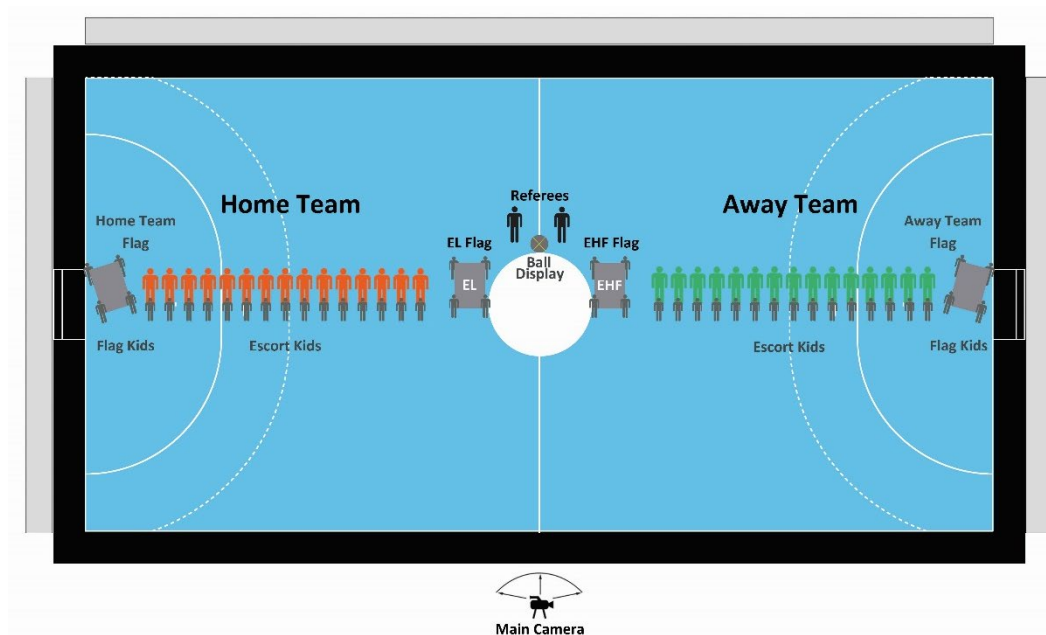 Home Team
Referees
Away Team
Home Team
Flag
EL Flag
EHF Flag
Away Team
Flag
Ball
Display
EL
EHF
Flag Kids
Escort Kids
Escort Kids
Flag Kids
Main Camera